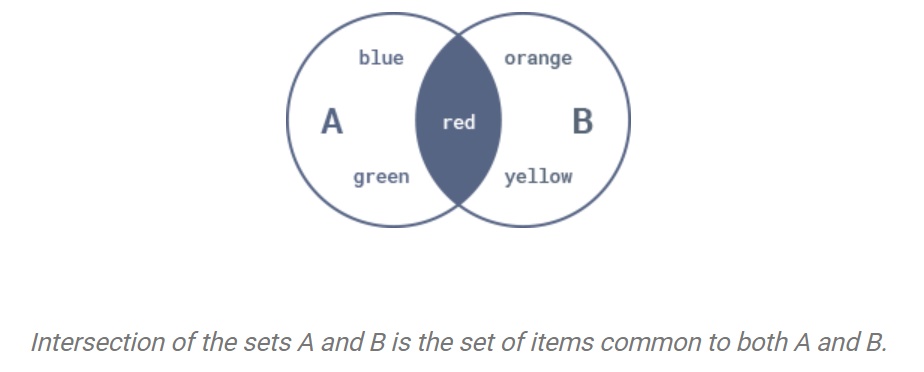 blue orange
A red B
green yellow
Intersection of the sets A and B is the set of items common to both A and B.